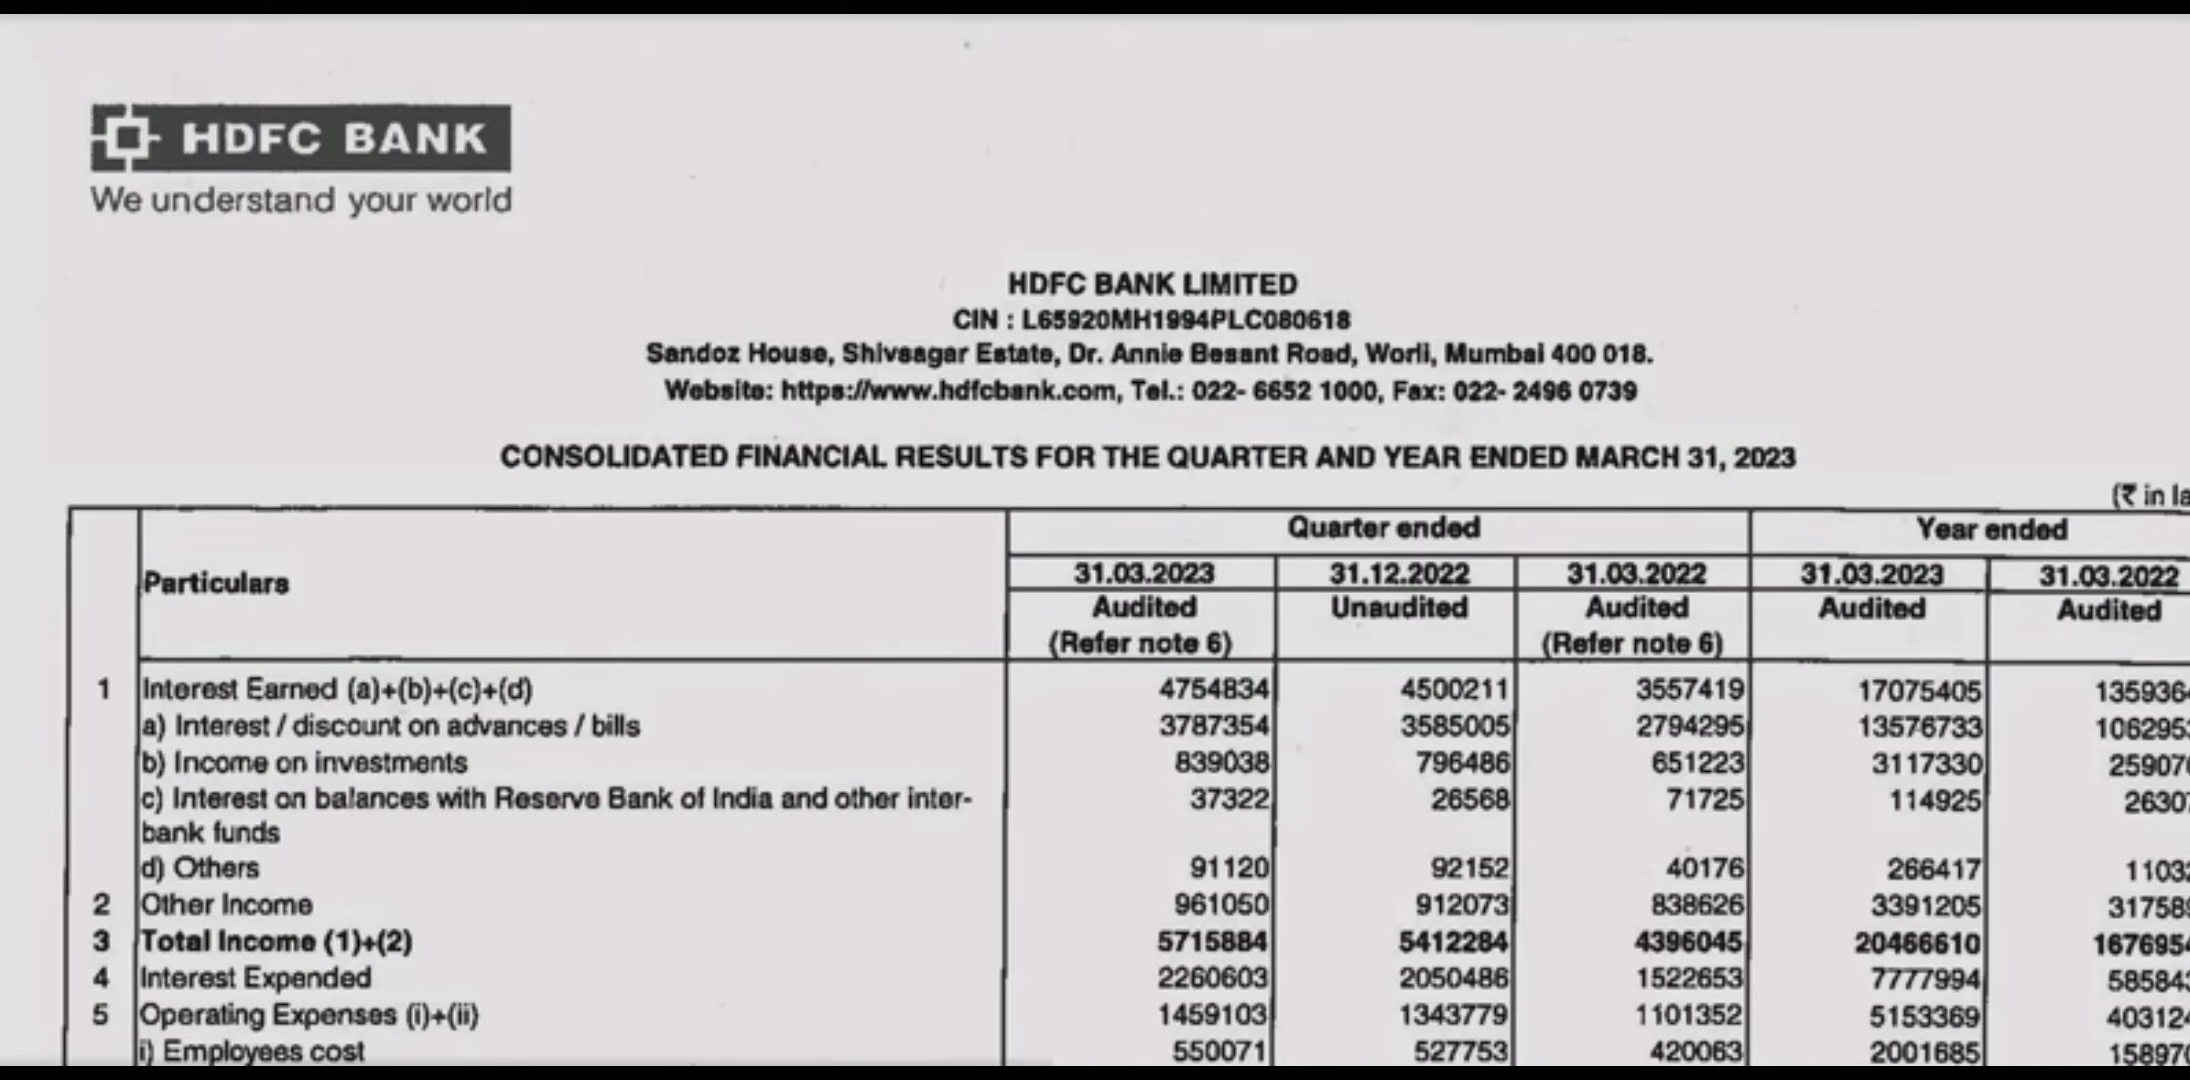 HDFC BANK
We understand your world
HDFC BANK LIMITED
CIN : L65920MH1994PLC080618
Sandoz House, Shivsagar Estate, Dr. Annie Besant Road, Worli, Mumbai 400 018.
Website: https://www.hdfcbank.com, Tel.: 022- 6652 1000, Fax: 022- 2496 0739
CONSOLIDATED FINANCIAL RESULTS FOR THE QUARTER AND YEAR ENDED MARCH 31, 2023
(₹ in
Quarter ended Year ended
Particulars 31.03.2023 31.12.2022 31.03.2022 31.03.2023 31.03.2022
Audited Unaudited Audited Audited Audited
(Refer note 6) (Refer note 6)
1 Interest Earned (a)+(b)+(c)+(d) 4754834 4500211 3557419 17075405
a) Interest / discount on advances / bills 3787354 3585005 2794295 13576733
b) Income on investments 839038 796486 651223 3117330
c) Interest on balances with Reserve Bank of India and other inter- 37322 26568 71725 114925
bank funds
d) Others 91120 92152 40176 266417
2 Other Income 961050 912073 838626 3391205
3 Total Income (1)+(2) 5715884 5412284 4396045 20466610
4 Interest Expended 2260603 2050486 1522653 7777994
5 Operating Expenses (i)+(ii) 1459103 1343779 1101352 5153369
i) Employees cost 550071 527753 420063 2001685